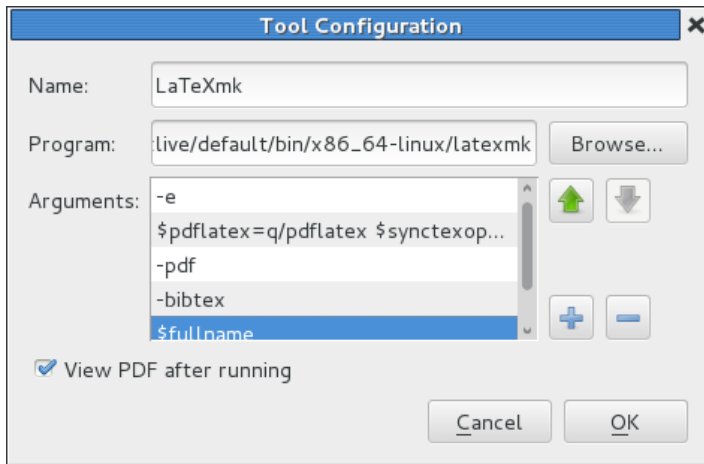 Tool Configuration
Name: LaTeXmk
Program: :live/default/bin/x86_64-linux/latexmk Browse...
Arguments: -e
$pdflatex=q/pdflatex $synctexop...
-pdf
-bibtex
$fullname
View PDF after running
Cancel OK